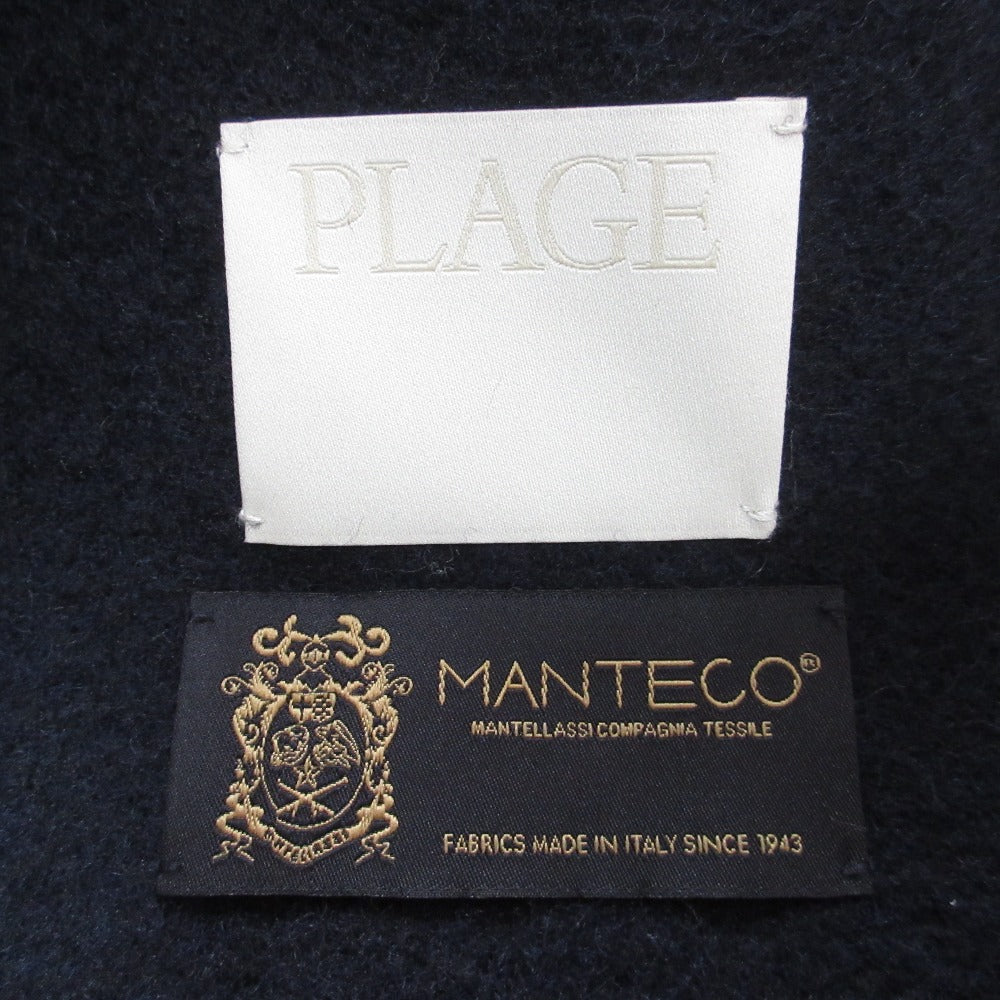 PLAGE
MANTECO®
MANTELLASSI COMPAGNIA TESSILE
FABRICS MADE IN ITALY SINCE 1943